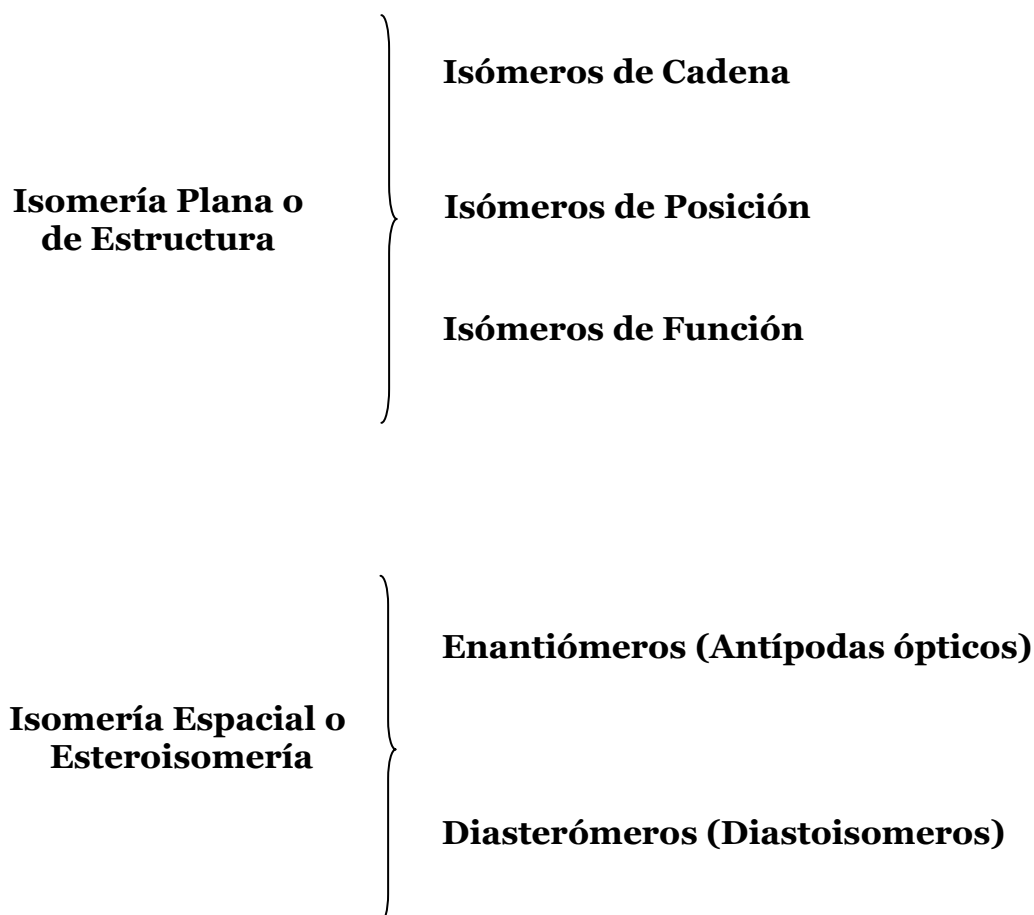 Isómeros de Cadena
Isomería Plana o
de Estructura
Isómeros de Posición
Isómeros de Función
Enantiómeros (Antípodas ópticos)
Isomería Espacial o
Esteroisomería
Diasterómeros (Diastoisomeros)